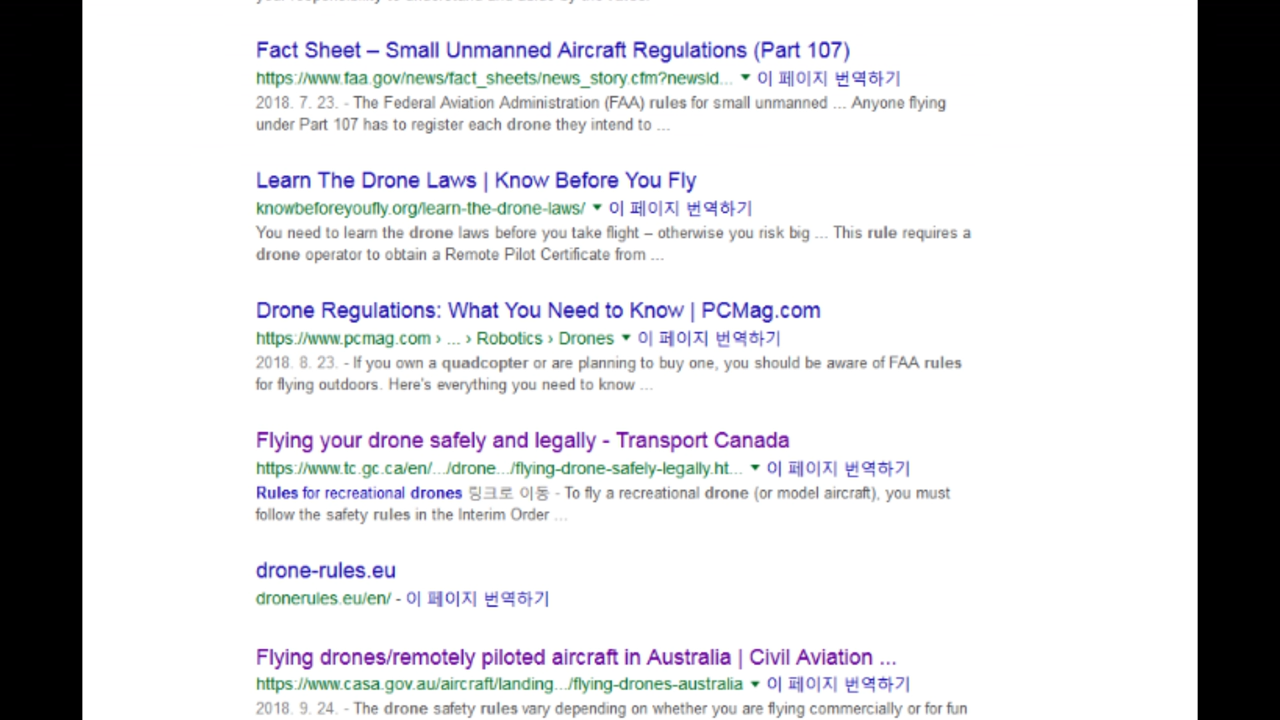 Fact Sheet – Small Unmanned Aircraft Regulations (Part 107)
https://www.faa.gov/news/fact_sheets/news_story.cfm?newsId... ▼ 이 페이지 번역하기
2018. 7. 23. - The Federal Aviation Administration (FAA) rules for small unmanned ... Anyone flying
under Part 107 has to register each drone they intend to ...
Learn The Drone Laws | Know Before You Fly
knowbeforeyoufly.org/learn-the-drone-laws/ ▼ 이 페이지 번역하기
You need to learn the drone laws before you take flight – otherwise you risk big ... This rule requires a
drone operator to obtain a Remote Pilot Certificate from ...
Drone Regulations: What You Need to Know | PCMag.com
https://www.pcmag.com › ... › Robotics › Drones ▼ 이 페이지 번역하기
2018. 8. 23. - If you own a quadcopter or are planning to buy one, you should be aware of FAA rules
for flying outdoors. Here's everything you need to know ...
Flying your drone safely and legally - Transport Canada
https://www.tc.gc.ca/en/.../drone.../flying-drone-safely-legally.ht... ▼ 이 페이지 번역하기
Rules for recreational drones 링크로 이동 - To fly a recreational drone (or model aircraft), you must
follow the safety rules in the Interim Order ...
drone-rules.eu
dronerules.eu/en/ - 이 페이지 번역하기
Flying drones/remotely piloted aircraft in Australia | Civil Aviation ...
https://www.casa.gov.au/aircraft/landing.../flying-drones-australia ▼ 이 페이지 번역하기
2018. 9. 24. - The drone safety rules vary depending on whether you are flying commercially or for fun